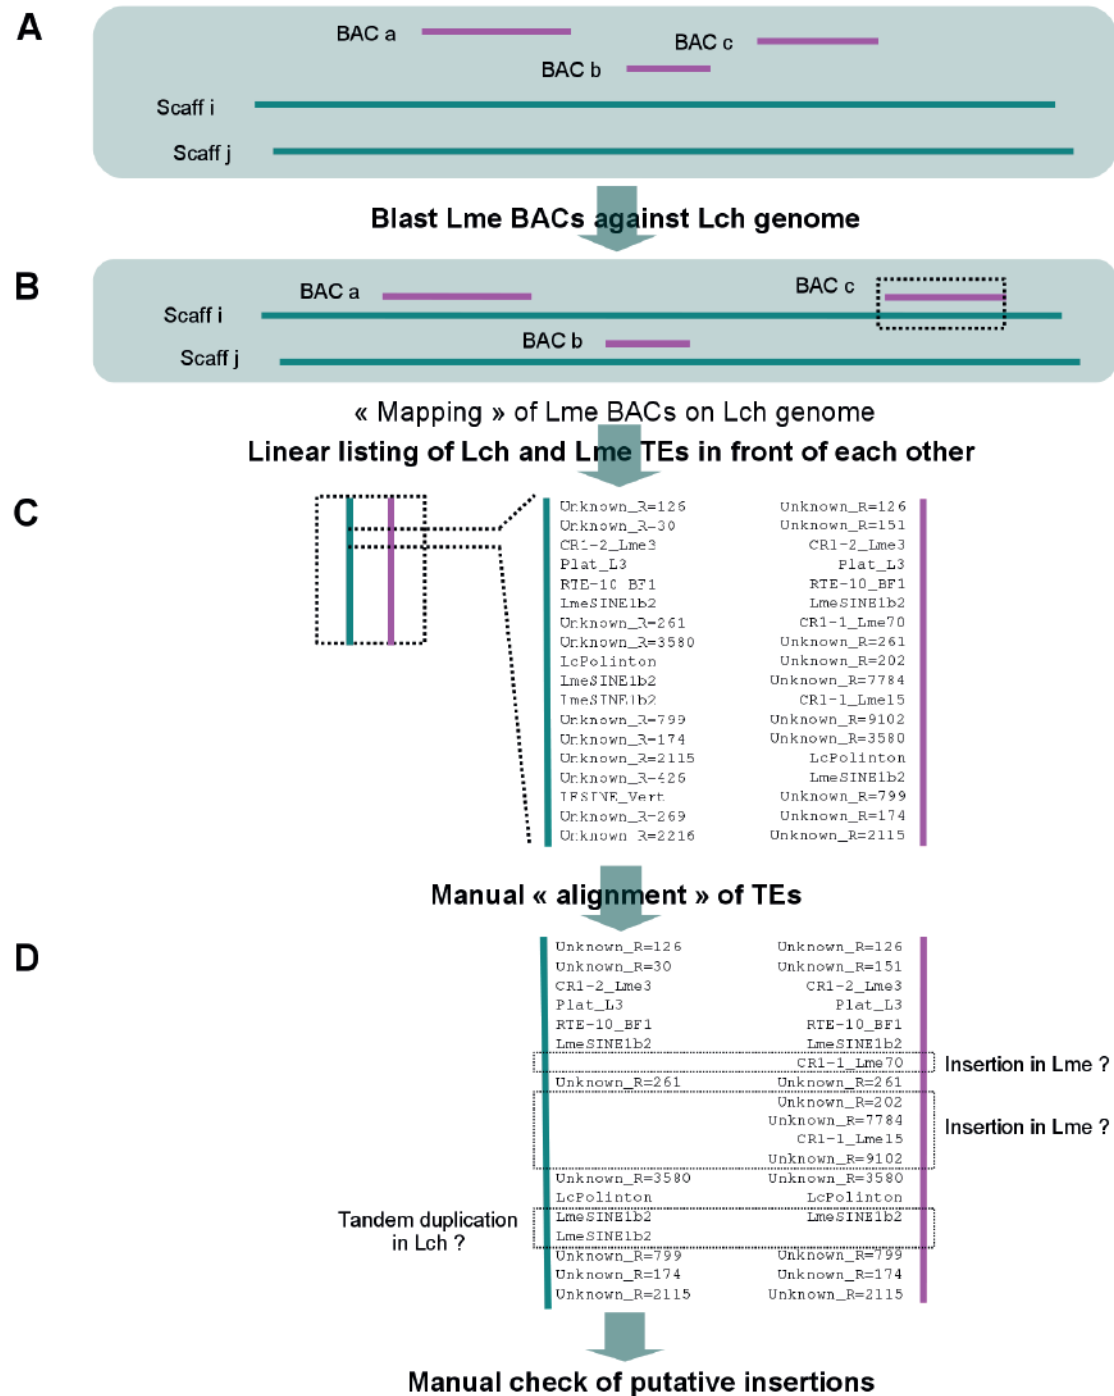 A
BAC a
BAC c
BAC b
Scaff i
Scaff j
Blast Lme BACs against Lch genome
B
BAC a
BAC c
Scaff i
BAC b
Scaff j
« Mapping » of Lme BACs on Lch genome
Linear listing of Lch and Lme TEs in front of each other
C
Unknown_R=126 Unknown_R=126
Unknown_R=30 Unknown_R=151
CR1-2_Lme3 CR1-2_Lme3
Plat_L3 Plat_L3
RTE-10_BF1 RTE-10_BF1
LmeSINE1b2 LmeSINE1b2
Unknown_R=261 CR1-1_Lme70
Unknown_R=3580 Unknown_R=261
LcPolinton Unknown_R=202
LmeSINE1b2 Unknown_R=7784
LmeSINE1b2 CR1-1_Lme15
Unknown_R=799 Unknown_R=9102
Unknown_R=174 Unknown_R=3580
Unknown_R=2115 LcPolinton
Unknown_R=426 LmeSINE1b2
LFSINE_Vert Unknown_R=799
Unknown_R=269 Unknown_R=174
Unknown_R=2216 Unknown_R=2115
Manual « alignment » of TEs
D
Unknown_R=126 Unknown_R=126
Unknown_R=30 Unknown_R=151
CR1-2_Lme3 CR1-2_Lme3
Plat_L3 Plat_L3
RTE-10_BF1 RTE-10_BF1
LmeSINE1b2 LmeSINE1b2
CR1-1_Lme70 Insertion in Lme ?
Unknown_R=261 Unknown_R=261
Unknown_R=202
Unknown_R=7784 Insertion in Lme ?
CR1-1_Lme15
Unknown_R=9102
Unknown_R=3580 Unknown_R=3580
LcPolinton LcPolinton
Tandem duplication LmeSINE1b2 LmeSINE1b2
in Lch ? LmeSINE1b2
Unknown_R=799 Unknown_R=799
Unknown_R=174 Unknown_R=174
Unknown_R=2115 Unknown_R=2115
Manual check of putative insertions